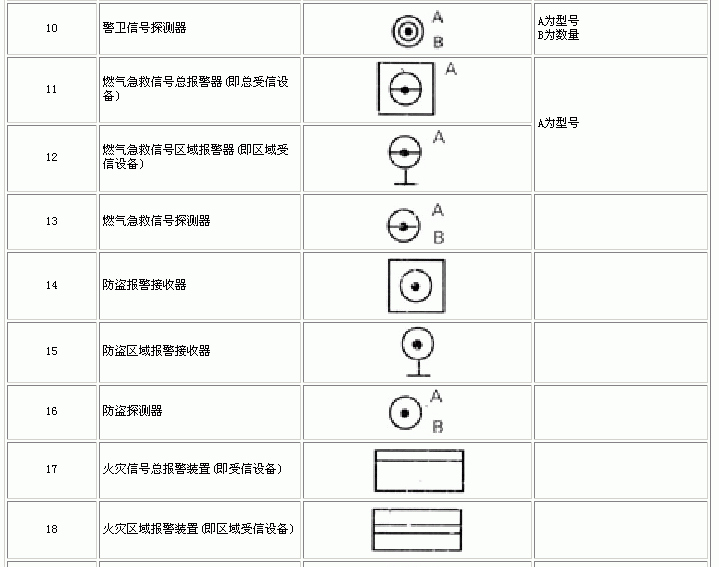 10
警卫信号探测器
A
B
A为型号
B为数量
11
燃气急救信号总报警器(即总受信设
备)
A
A为型号
12
燃气急救信号区域报警器(即区域受
信设备)
A
13
燃气急救信号探测器
A
B
14
防盗报警接收器
15
防盗区域报警接收器
16
防盗探测器
A
B
17
火灾信号总报警装置(即受信设备)
18
火灾区域报警装置(即区域受信设备)